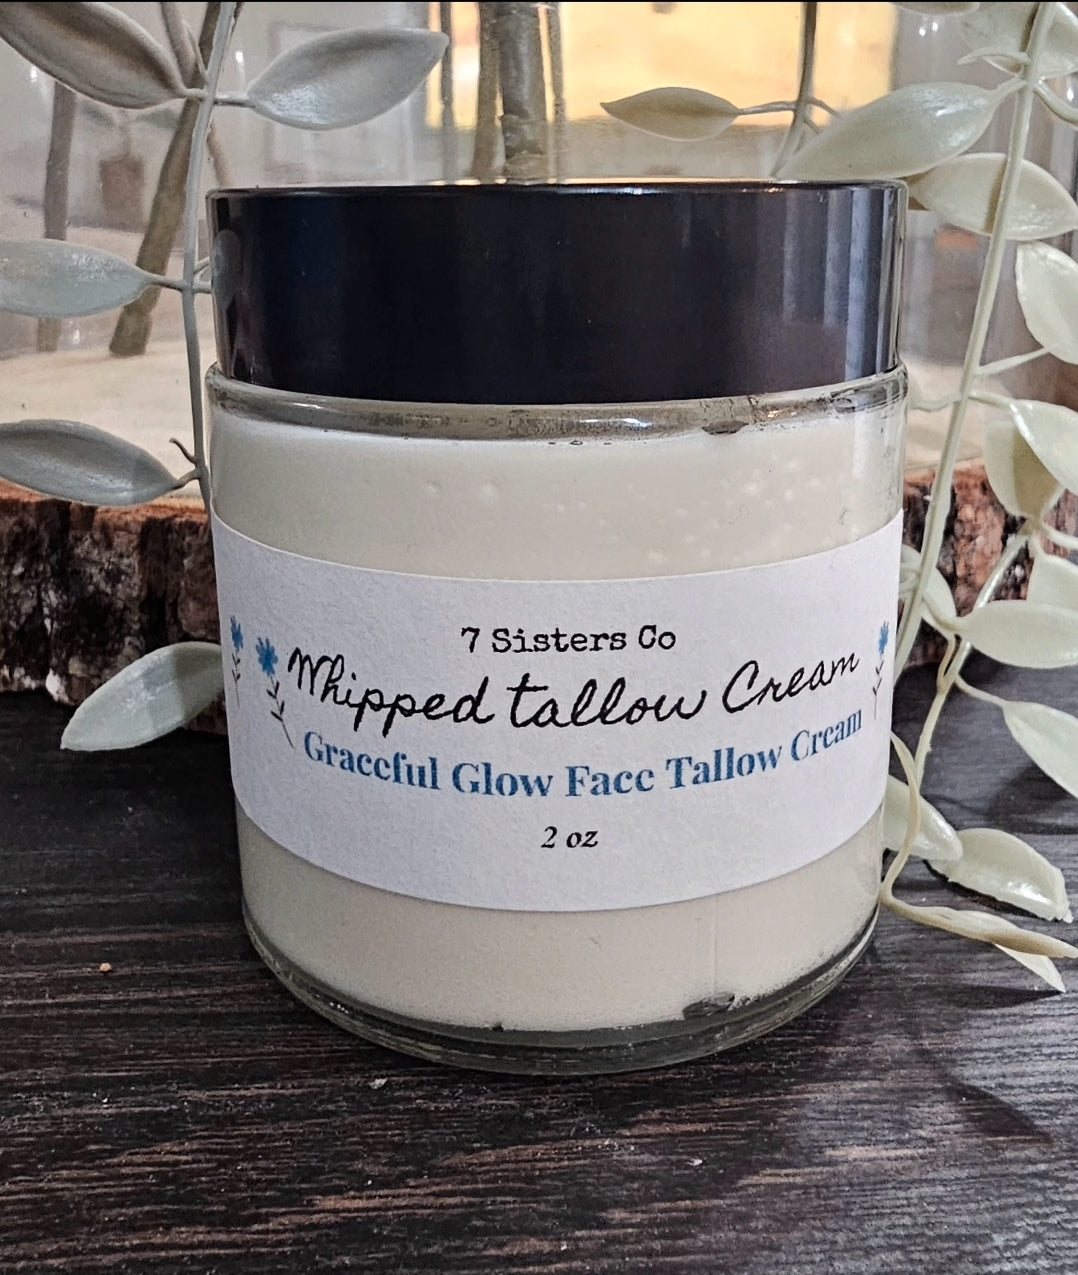 7 Sisters Co
Whipped tallow Cream
Graceful Glow Face Tallow Cream
2 oz